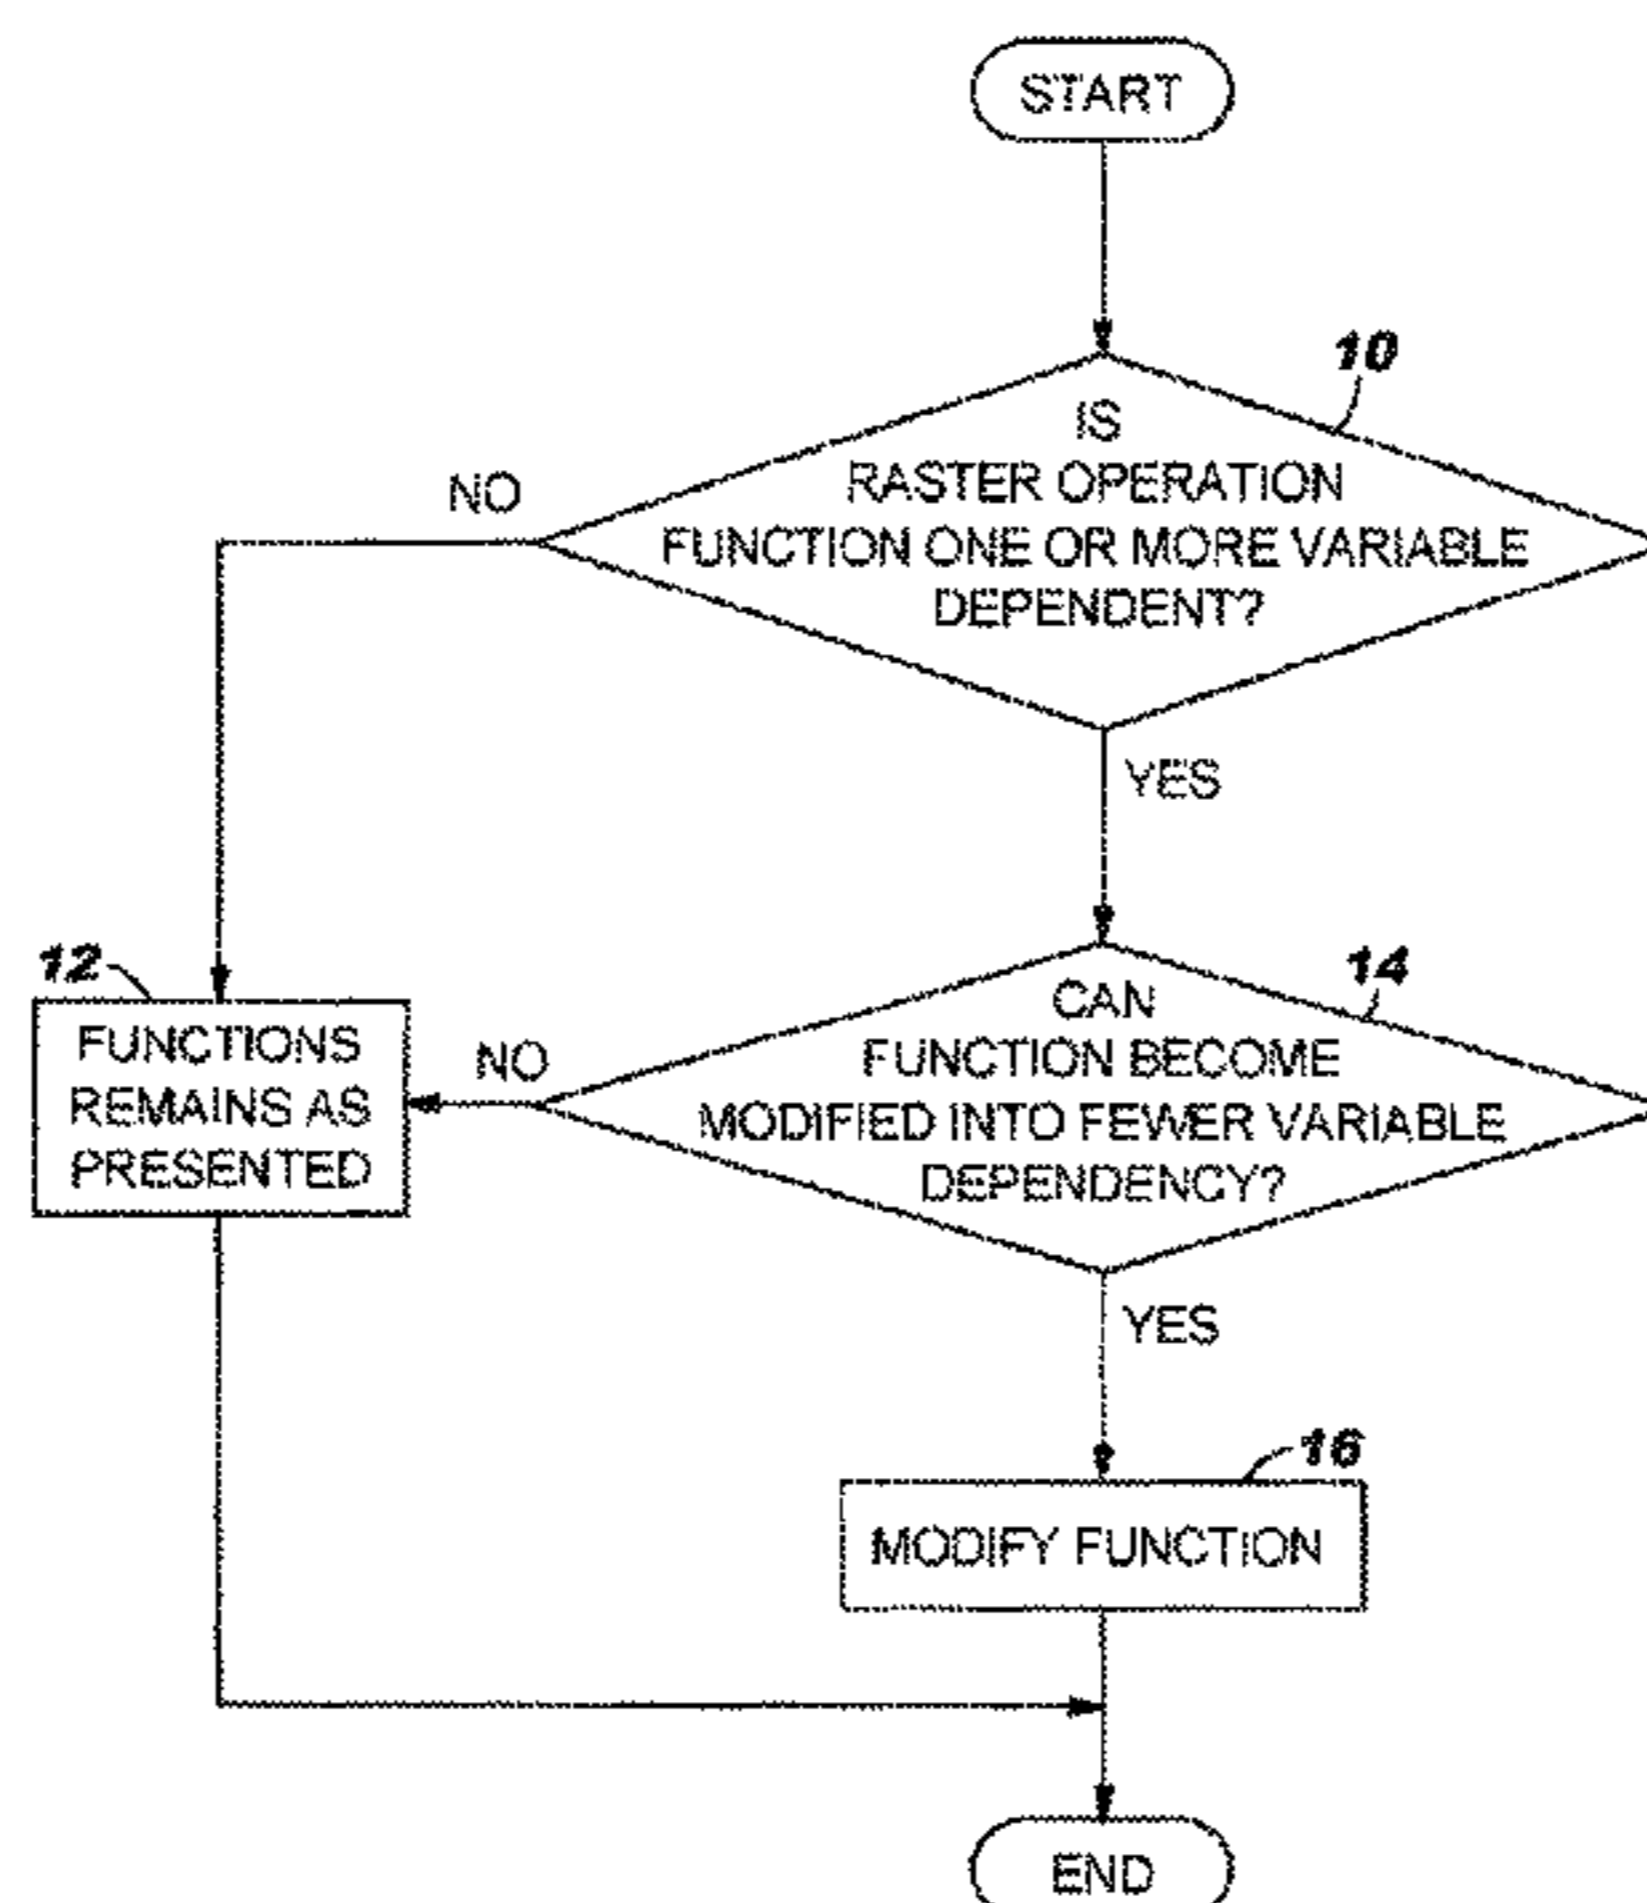 START
10
IS
RASTER OPERATION
FUNCTION ONE OR MORE VARIABLE
DEPENDENT?
NO
YES
12
FUNCTIONS
REMAINS AS
PRESENTED
NO
14
CAN
FUNCTION BECOME
MODIFIED INTO FEWER VARIABLE
DEPENDENCY?
YES
16
MODIFY FUNCTION
END